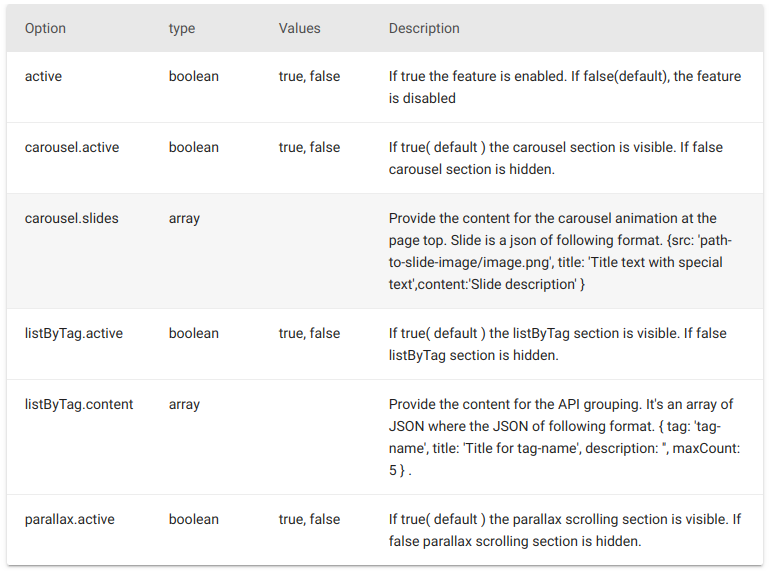 Option type Values Description
active boolean true, false If true the feature is enabled. If false(default), the feature
is disabled
carousel.active boolean true, false If true( default ) the carousel section is visible. If false
carousel section is hidden.
carousel.slides array Provide the content for the carousel animation at the
page top. Slide is a json of following format. {src: 'path-
to-slide-image/image.png', title: 'Title text with special
text',content:'Slide description' }
listByTag.active boolean true, false If true( default ) the listByTag section is visible. If false
listByTag section is hidden.
listByTag.content array Provide the content for the API grouping. It's an array of
JSON where the JSON of following format. { tag: 'tag-
name', title: 'Title for tag-name', description: '', maxCount:
5 } .
parallax.active boolean true, false If true( default ) the parallax scrolling section is visible. If
false parallax scrolling section is hidden.